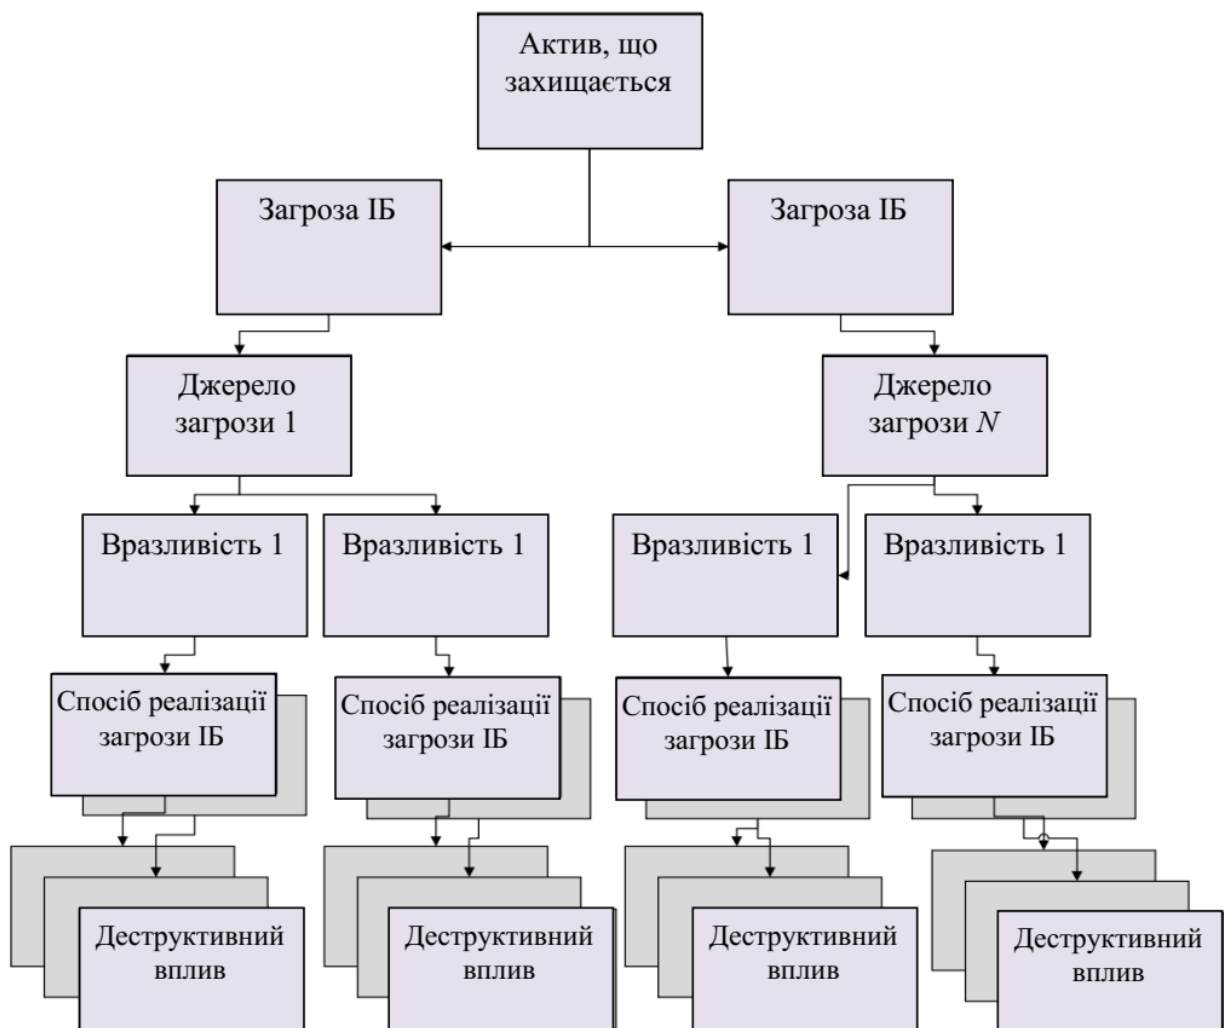 Актив, що
захищається
Загроза ІБ
Загроза ІБ
Джерело
загрози 1
Джерело
загрози N
Вразливість 1
Вразливість 1
Вразливість 1
Вразливість 1
Спосіб реалізації
загрози ІБ
Спосіб реалізації
загрози ІБ
Спосіб реалізації
загрози ІБ
Спосіб реалізації
загрози ІБ
Деструктивний
вплив
Деструктивний
вплив
Деструктивний
вплив
Деструктивний
вплив